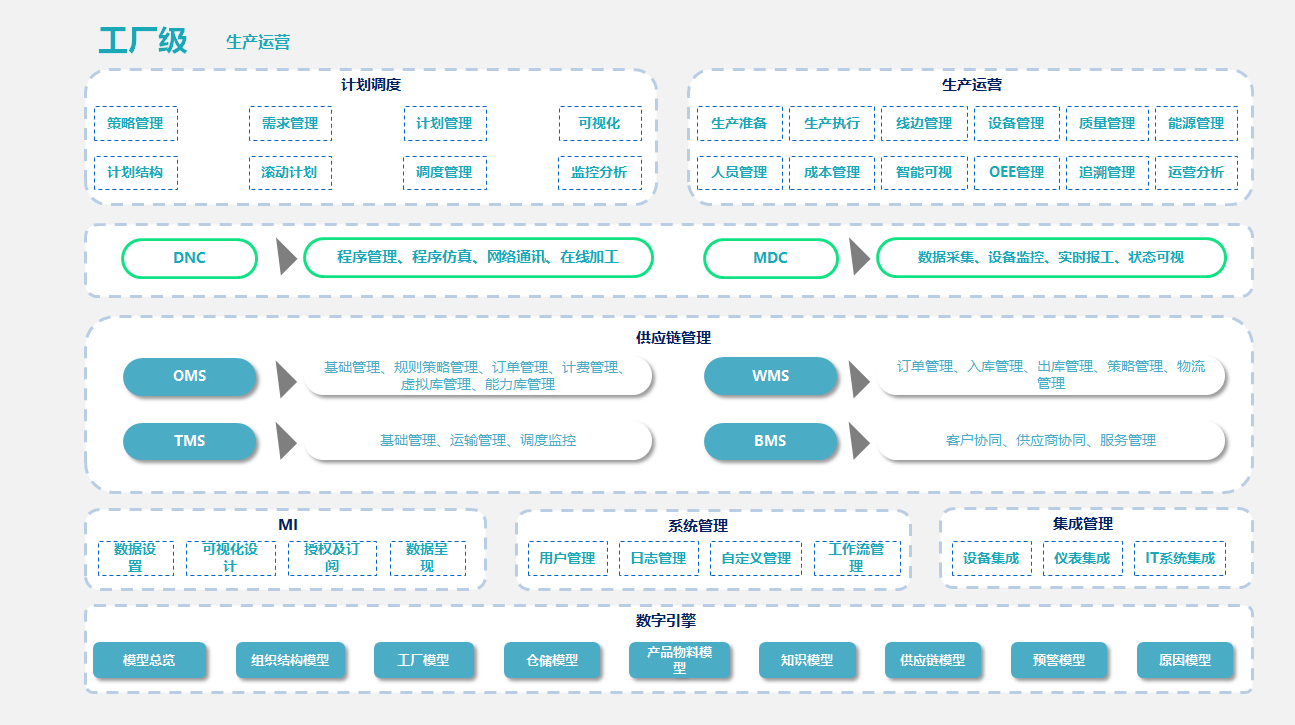 工厂级
生产运营
计划调度
策略管理
需求管理
计划管理
可视化
计划结构
滚动计划
调度管理
监控分析
生产运营
生产准备
生产执行
线边管理
设备管理
质量管理
能源管理
人员管理
成本管理
智能可视
OEE管理
追溯管理
运营分析
DNC
程序管理、程序仿真、网络通讯、在线加工
MDC
数据采集、设备监控、实时报工、状态可视
供应链管理
OMS
基础管理、规则策略管理、订单管理、计费管理、
虚拟库管理、能力库管理
WMS
订单管理、入库管理、出库管理、策略管理、物流
管理
TMS
基础管理、运输管理、调度监控
BMS
客户协同、供应商协同、服务管理
MI
数据设
置
可视化设
计
授权及订
阅
数据呈
现
系统管理
用户管理
日志管理
自定义管理
工作流管
理
集成管理
设备集成
仪表集成
IT系统集成
数字引擎
模型总览
组织结构模型
工厂模型
仓储模型
产品物料模
型
知识模型
供应链模型
预警模型
原因模型